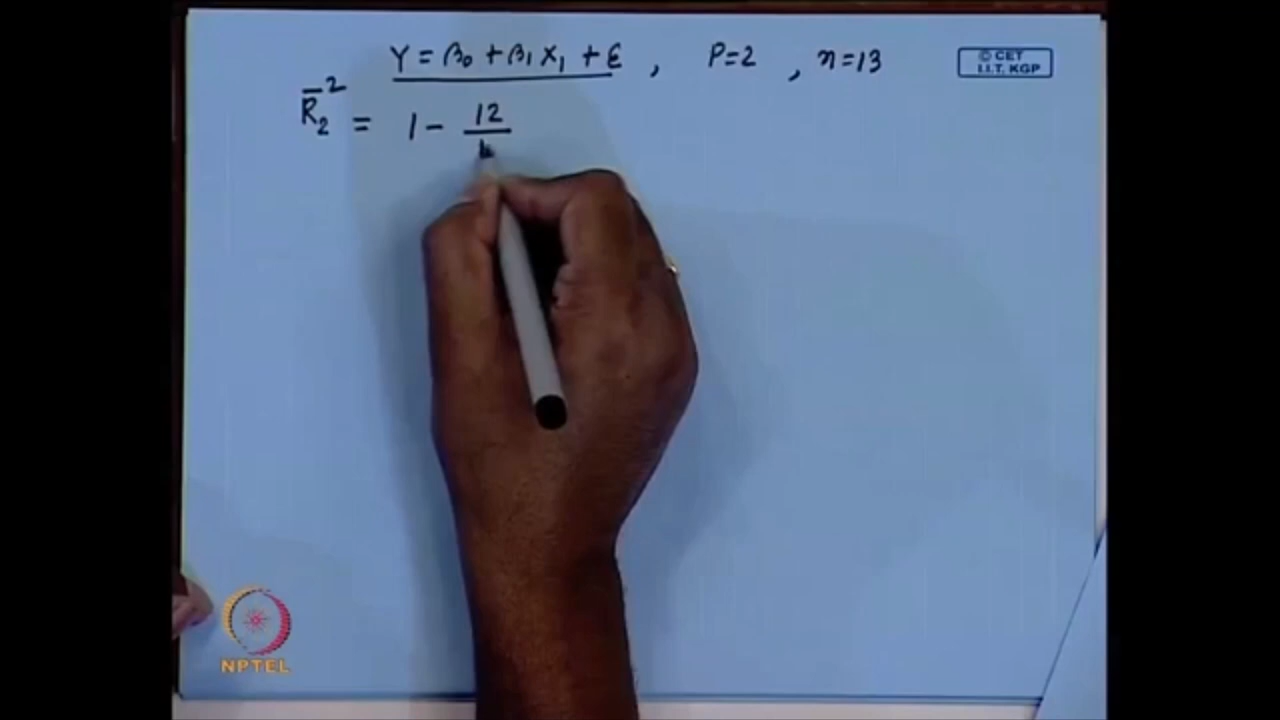 Y = β₀ + β₁ X₁ + ε , P=2 , n=13
© CET
I.I.T. KGP
R̅₂² = 1 - 12/
NPTEL